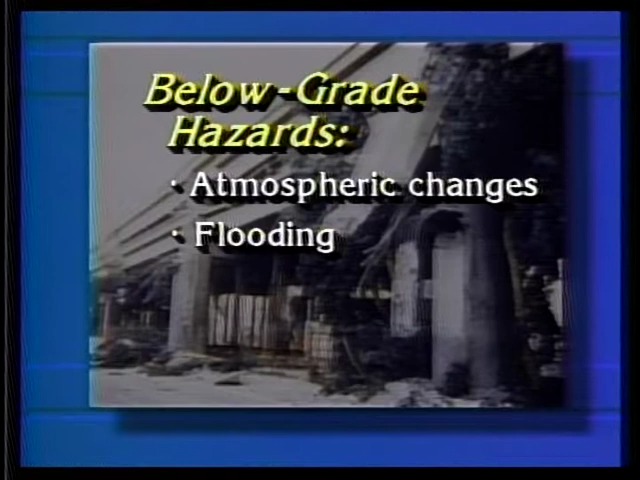 Below-Grade
Hazards:
· Atmospheric changes
· Flooding